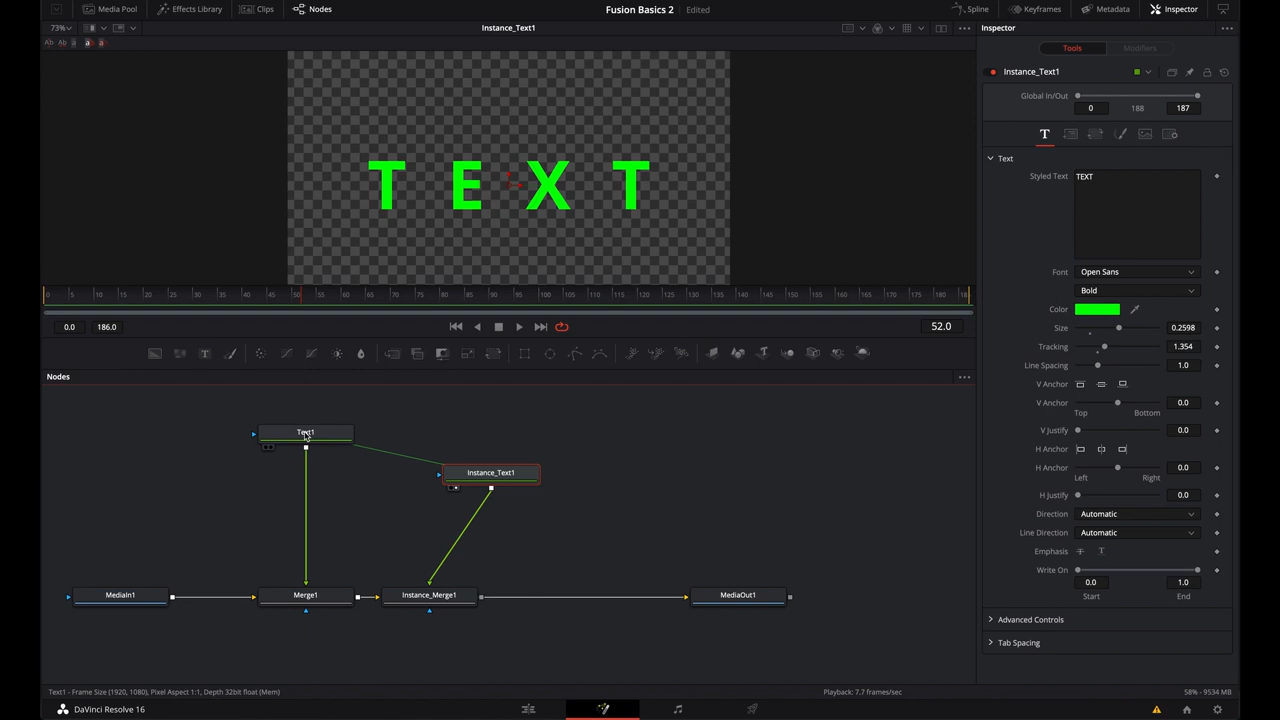 Media Pool
Effects Library
Clips
Nodes
Fusion Basics 2
Edited
Spline
Keyframes
Metadata
Inspector
73%
Instance_Text1
Inspector
Ab Ab a ab a
Tools
Modifiers
Instance_Text1
Global In/Out
0 188 187
T
Text
Styled Text
TEXT
T E X T
Font
Open Sans
Bold
Color
Size
0.2598
Tracking
1.354
Line Spacing
1.0
V Anchor
V Anchor
0.0
Top Bottom
V Justify
0.0
H Anchor
H Anchor
0.0
Left Right
H Justify
0.0
Direction
Automatic
Line Direction
Automatic
Emphasis
Write On
0.0 1.0
Start End
Advanced Controls
Tab Spacing
0 5 10 15 20 25 30 35 40 45 50 55 60 65 70 75 80 85 90 95 100 105 110 115 120 125 130 135 140 145 150 155 160 165 170 175 180 18
0.0 186.0
52.0
Nodes
Text1
Instance_Text1
MediaIn1
Merge1
Instance_Merge1
MediaOut1
Text1 - Frame Size (1920, 1080), Pixel Aspect 1:1, Depth 32bit float (Mem)
Playback: 7.7 frames/sec
58% - 9534 MB
DaVinci Resolve 16